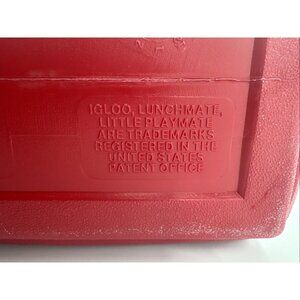 IGLOO, LUNCHMATE,
LITTLE PLAYMATE
ARE TRADEMARKS
REGISTERED IN THE
UNITED STATES
PATENT OFFICE